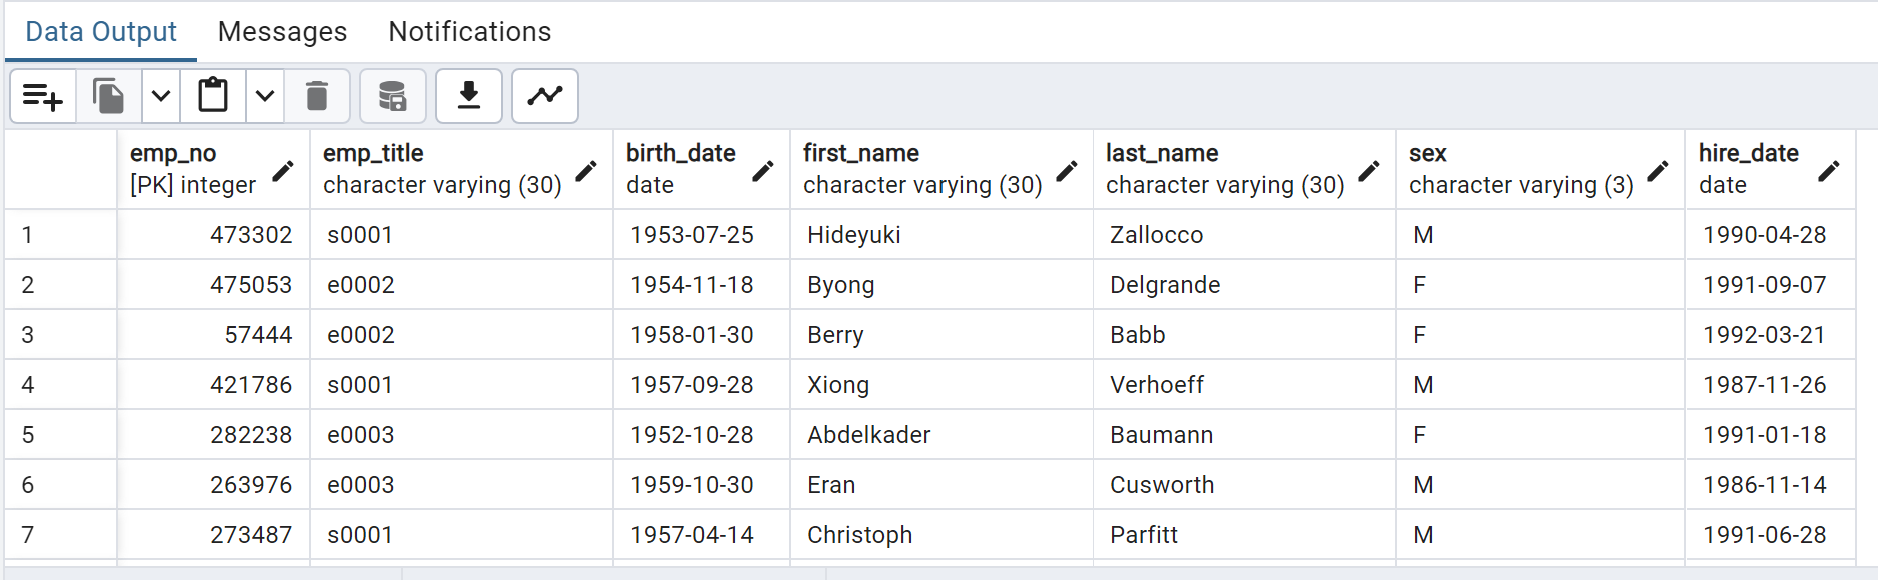 Data Output Messages Notifications
emp_no emp_title birth_date first_name last_name sex hire_date
[PK] integer character varying (30) date character varying (30) character varying (30) character varying (3) date
1 473302 s0001 1953-07-25 Hideyuki Zallocco M 1990-04-28
2 475053 e0002 1954-11-18 Byong Delgrande F 1991-09-07
3 57444 e0002 1958-01-30 Berry Babb F 1992-03-21
4 421786 s0001 1957-09-28 Xiong Verhoeff M 1987-11-26
5 282238 e0003 1952-10-28 Abdelkader Baumann F 1991-01-18
6 263976 e0003 1959-10-30 Eran Cusworth M 1986-11-14
7 273487 s0001 1957-04-14 Christoph Parfitt M 1991-06-28